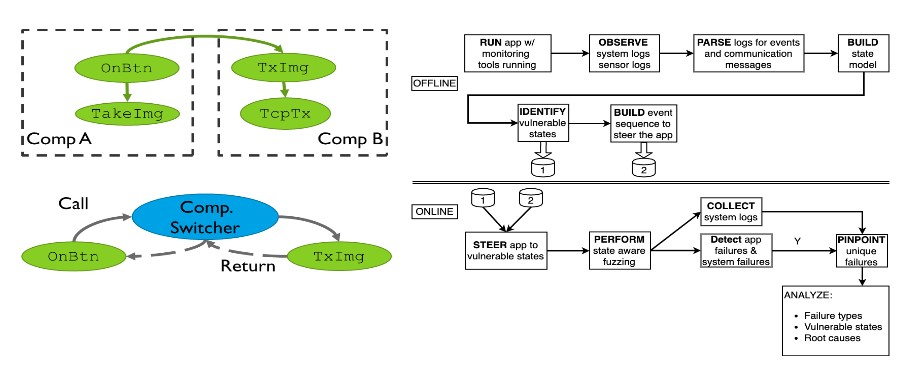 OnBtn
TxImg
TakeImg
TcpTx
Comp A
Comp B
Call
Comp.
Switcher
OnBtn
Return
TxImg
RUN app w/
monitoring
tools running
OBSERVE
system logs
sensor logs
PARSE logs for events
and communication
messages
BUILD
state
model
OFFLINE
IDENTIFY
vulnerable
states
BUILD event
sequence to
steer the app
1
2
ONLINE
1
2
STEER app to
vulnerable states
PERFORM
state aware
fuzzing
COLLECT
system logs
Detect app
failures &
system failures
Y
PINPOINT
unique
failures
ANALYZE:
• Failure types
• Vulnerable states
• Root causes